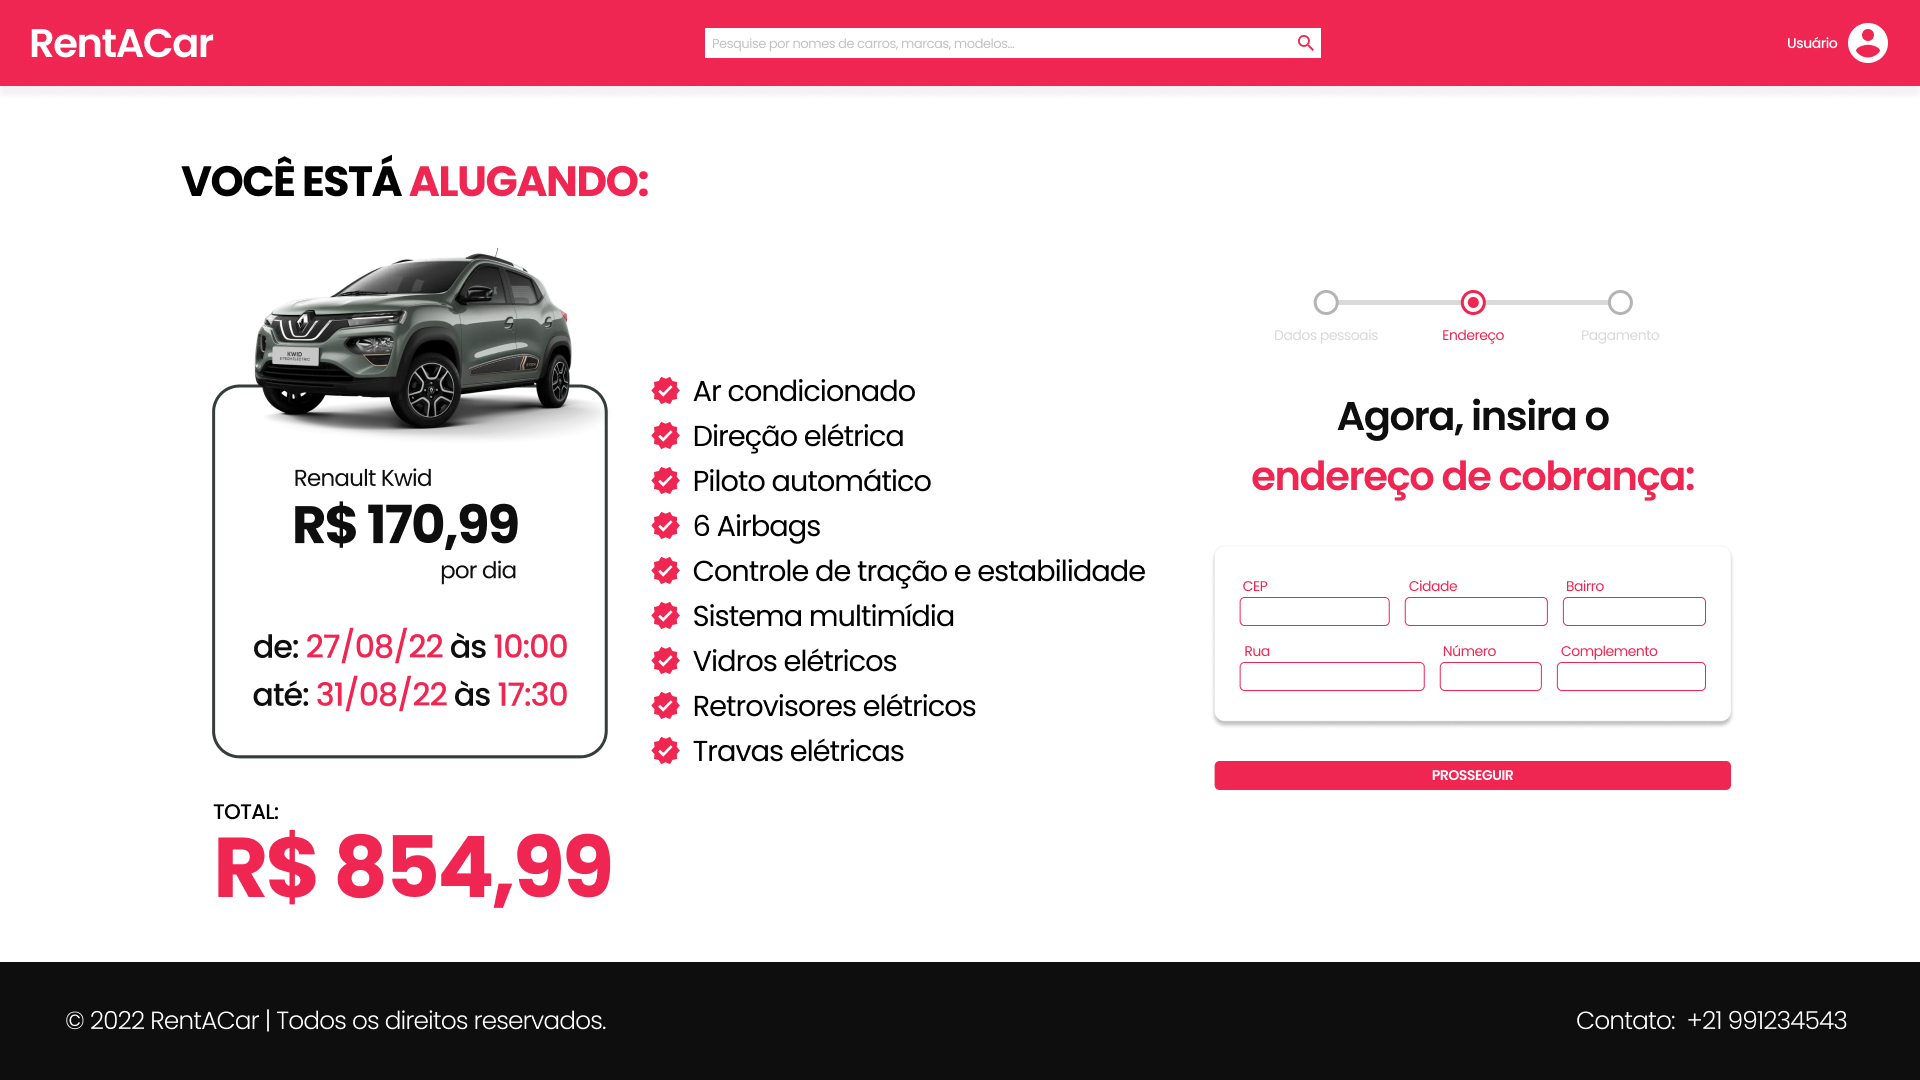 RentACar
Pesquise por nomes de carros, marcas, modelos...
Usuário
VOCÊ ESTÁ ALUGANDO:
KWID
Renault Kwid
R$ 170,99
por dia
de: 27/08/22 às 10:00
até: 31/08/22 às 17:30
TOTAL:
R$ 854,99
Ar condicionado
Direção elétrica
Piloto automático
6 Airbags
Controle de tração e estabilidade
Sistema multimídia
Vidros elétricos
Retrovisores elétricos
Travas elétricas
Dados pessoais
Endereço
Pagamento
Agora, insira o
endereço de cobrança:
CEP
Cidade
Bairro
Rua
Número
Complemento
PROSSEGUIR
© 2022 RentACar | Todos os direitos reservados.
Contato: +21 991234543